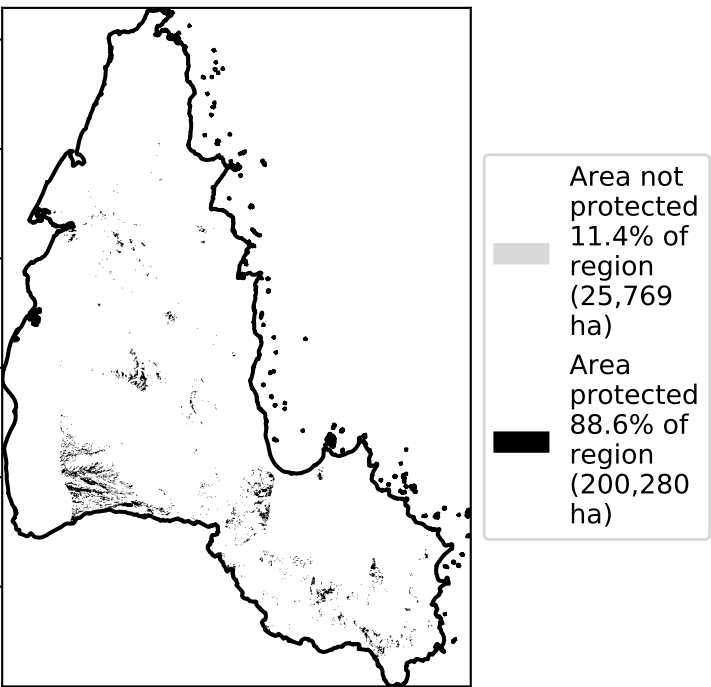 Area not
protected
11.4% of
region
(25,769
ha)
Area
protected
88.6% of
region
(200,280
ha)